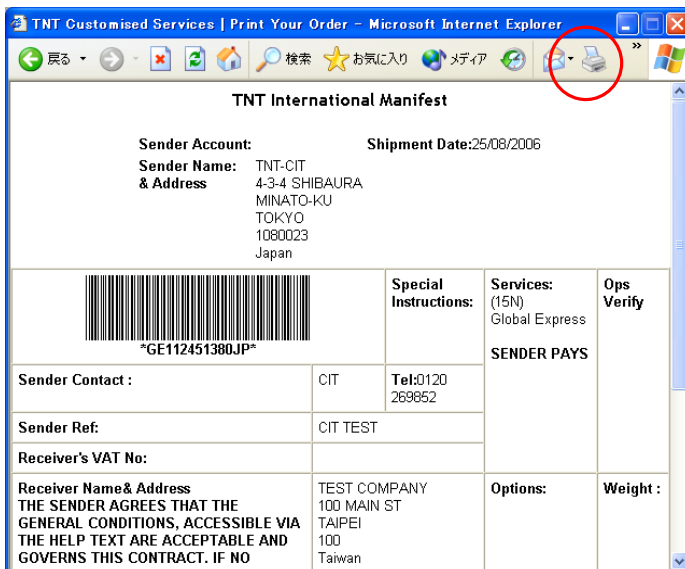 TNT Customised Services | Print Your Order - Microsoft Internet Explorer
戻る 検索 お気に入り メディア »
TNT International Manifest
Sender Account: Shipment Date:25/08/2006
Sender Name: TNT-CIT
& Address 4-3-4 SHIBAURA
MINATO-KU
TOKYO
1080023
Japan
Special Instructions:
Services:
(15N)
Global Express
SENDER PAYS
Ops Verify
*GE112451380JP*
Sender Contact : CIT Tel:0120 269852
Sender Ref: CIT TEST
Receiver's VAT No:
Receiver Name& Address TEST COMPANY Options: Weight :
THE SENDER AGREES THAT THE 100 MAIN ST
GENERAL CONDITIONS, ACCESSIBLE VIA TAIPEI
THE HELP TEXT ARE ACCEPTABLE AND 100
GOVERNS THIS CONTRACT. IF NO Taiwan